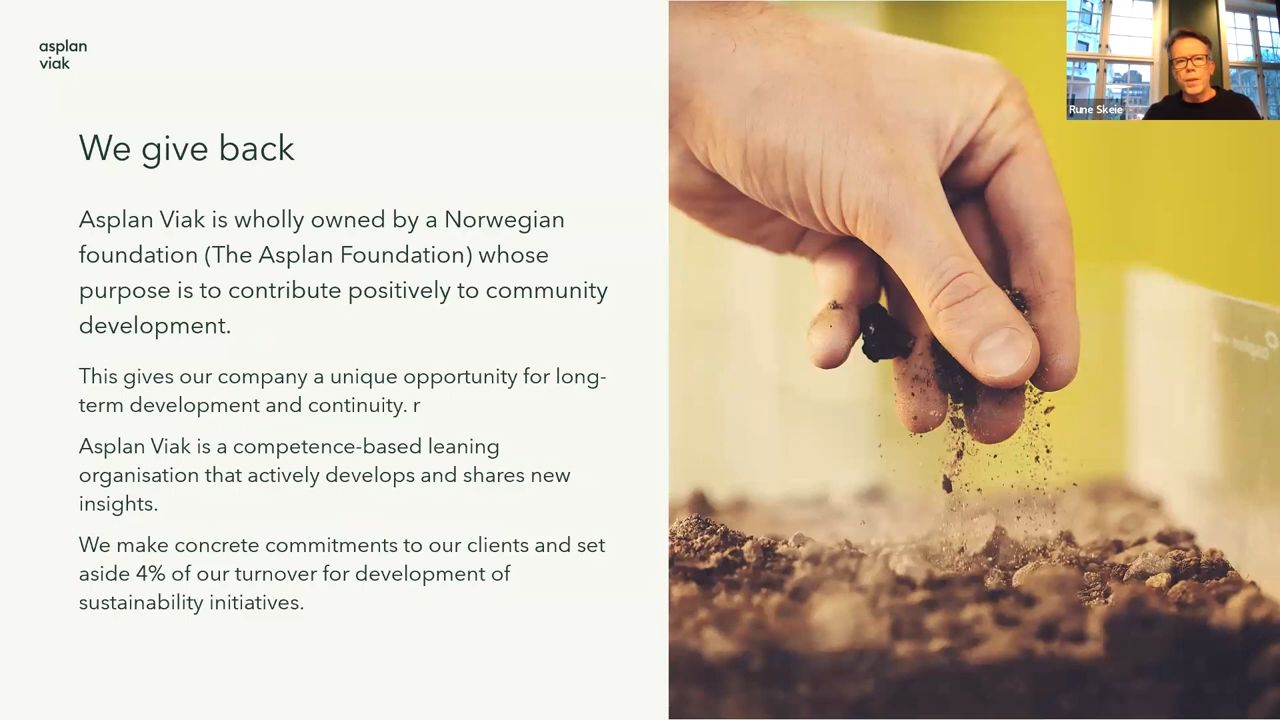 asplan
viak
We give back
Asplan Viak is wholly owned by a Norwegian
foundation (The Asplan Foundation) whose
purpose is to contribute positively to community
development.
This gives our company a unique opportunity for long-
term development and continuity. r
Asplan Viak is a competence-based leaning
organisation that actively develops and shares new
insights.
We make concrete commitments to our clients and set
aside 4% of our turnover for development of
sustainability initiatives.
Rune Skeie